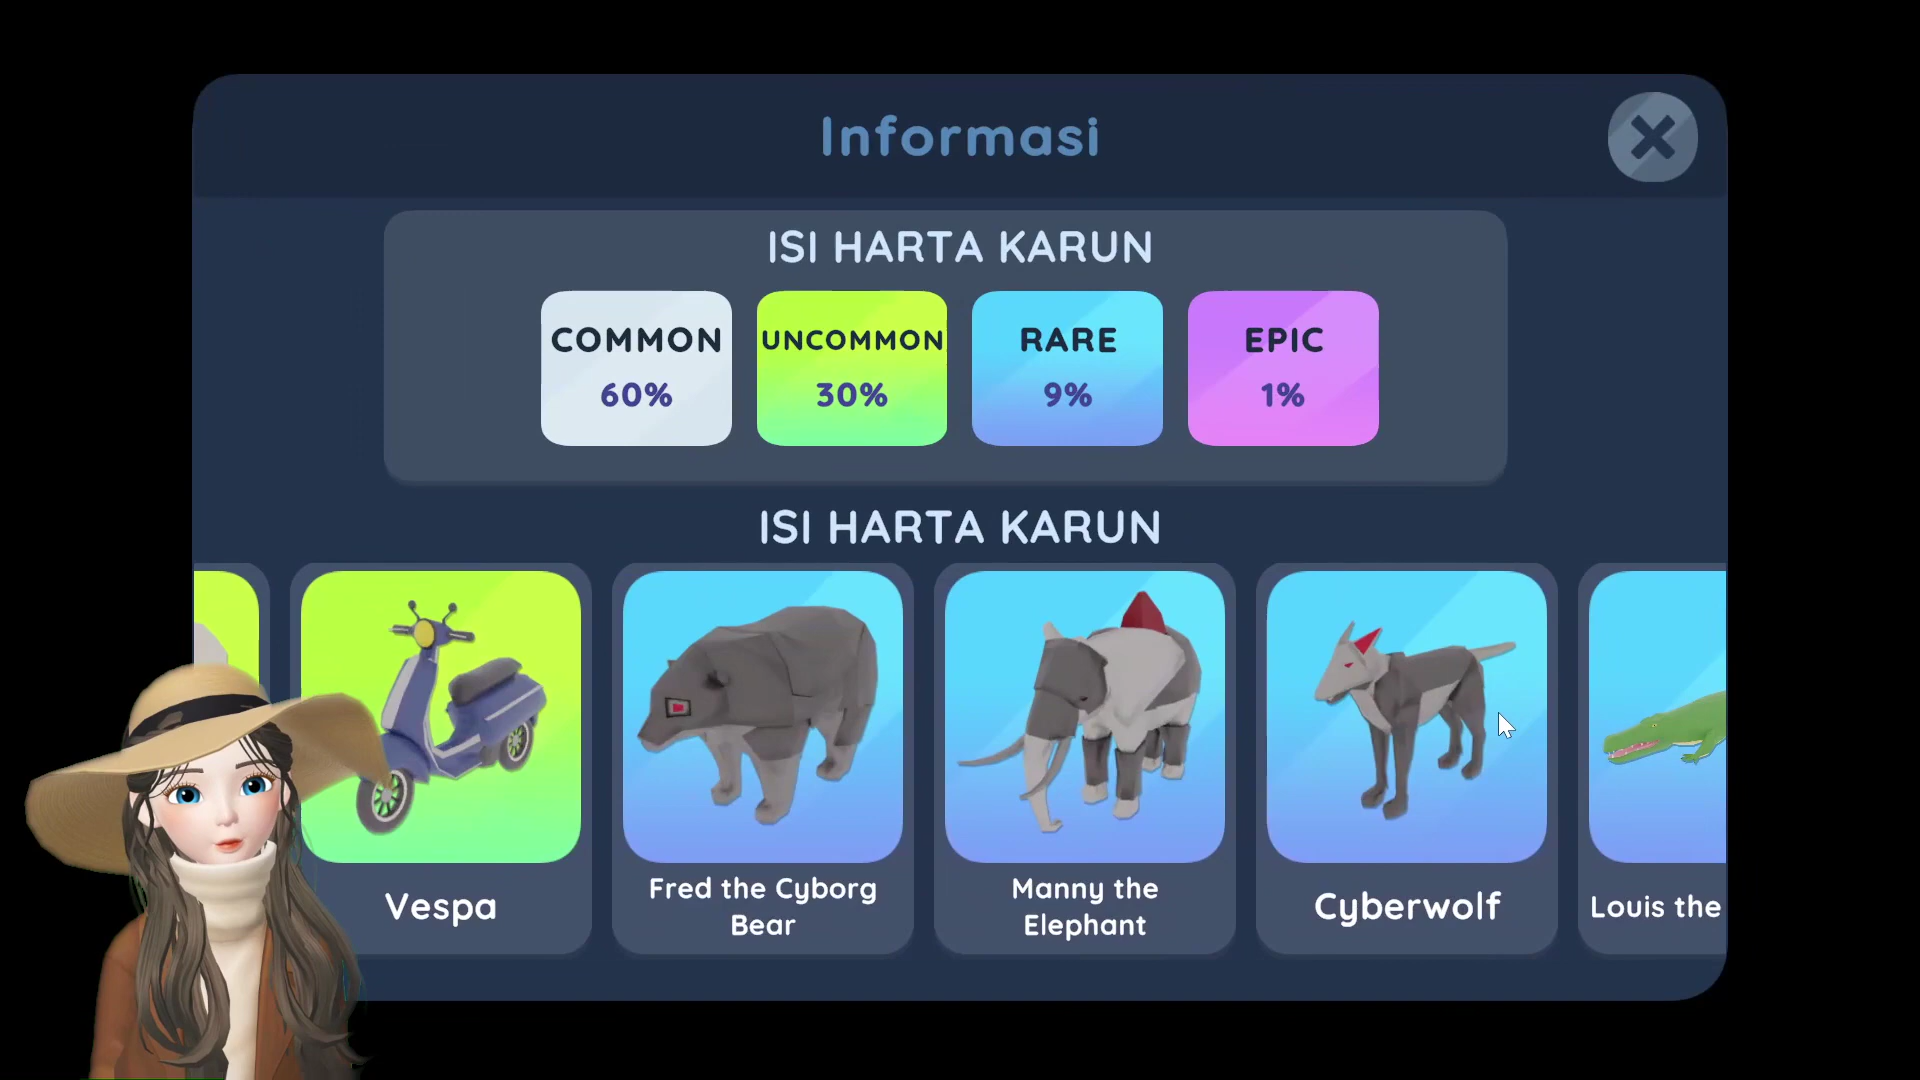 Informasi
ISI HARTA KARUN
COMMON
60%
UNCOMMON
30%
RARE
9%
EPIC
1%
ISI HARTA KARUN
Vespa
Fred the Cyborg
Bear
Manny the
Elephant
Cyberwolf
Louis the